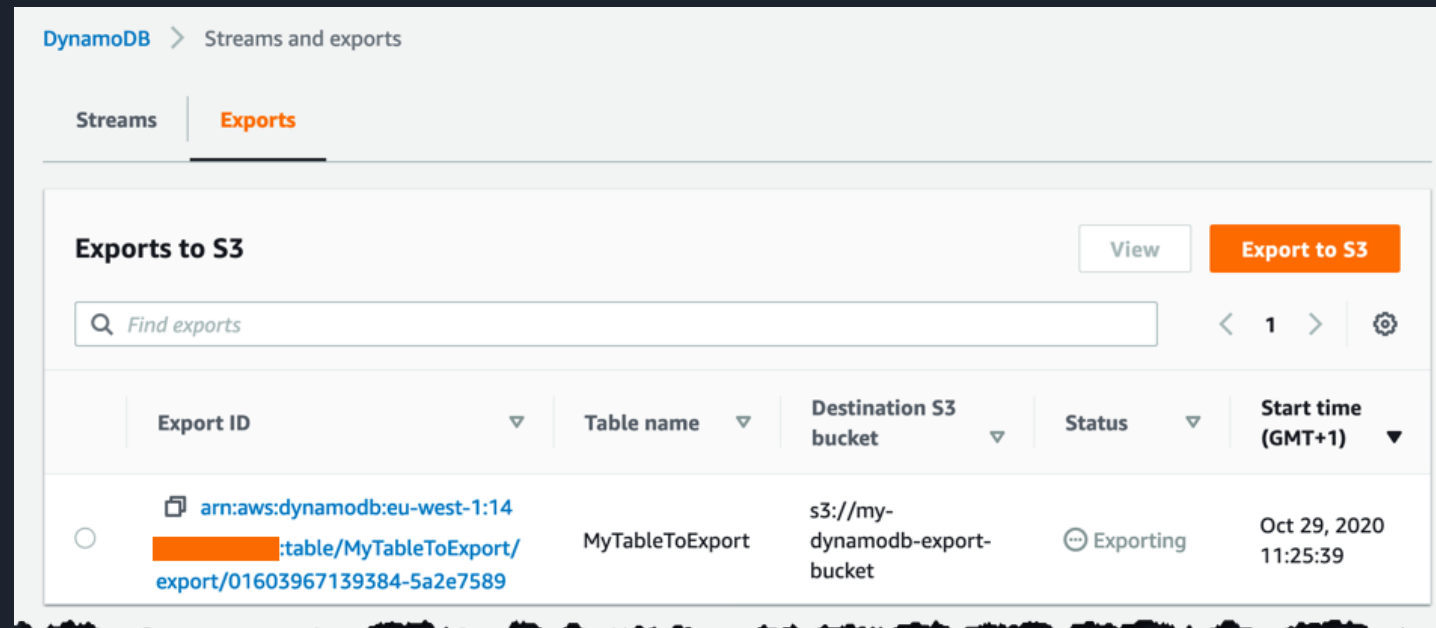 DynamoDB > Streams and exports
Streams Exports
Exports to S3 View Export to S3
Find exports 1
Export ID Table name Destination S3 bucket Status Start time (GMT+1)
arn:aws:dynamodb:eu-west-1:14
:table/MyTableToExport/
export/01603967139384-5a2e7589
MyTableToExport
s3://my-
dynamodb-export-
bucket
Exporting
Oct 29, 2020
11:25:39